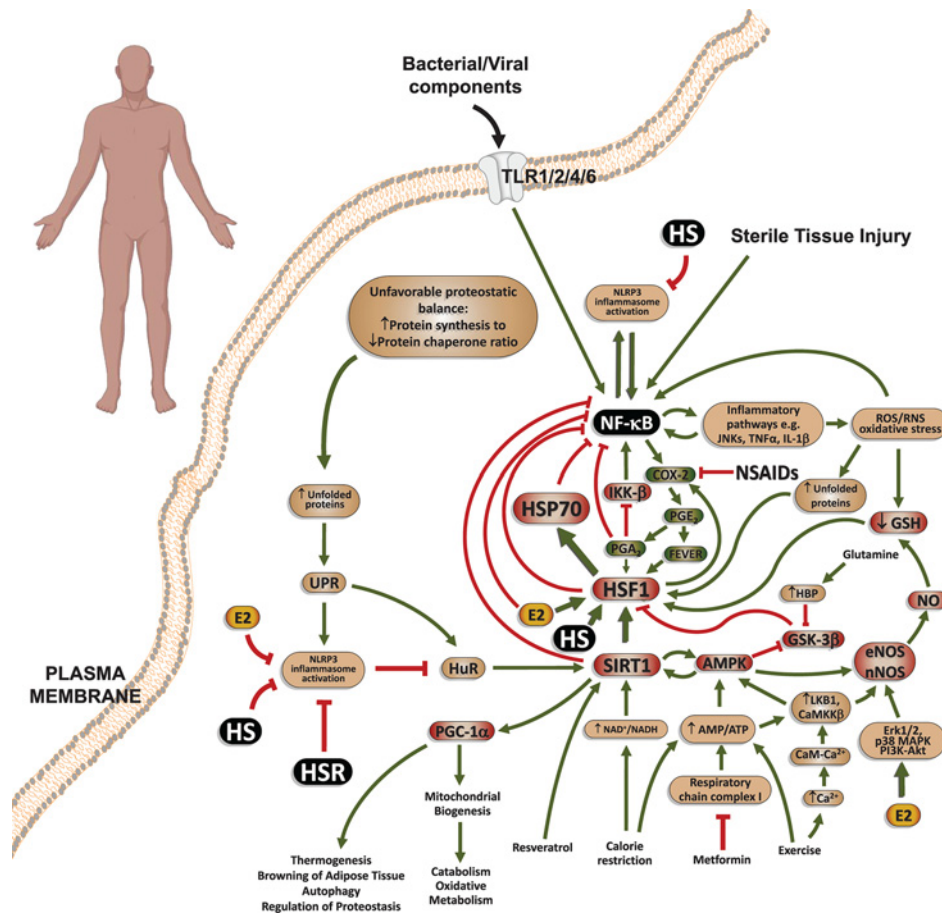 Bacterial/Viral
components
TLR1/2/4/6
HS
Sterile Tissue Injury
NLRP3
inflammasome
activation
Unfavorable proteostatic
balance:
↑Protein synthesis to
↓Protein chaperone ratio
NF-κB
Inflammatory
pathways e.g.
JNKs, TNFα, IL-1β
ROS/RNS
oxidative stress
COX-2
NSAIDs
↑Unfolded
proteins
IKK-β
HSP70
↑ Unfolded
proteins
PGE₂
↓ GSH
PGA₂
FEVER
Glutamine
UPR
HSF1
↑HBP
NO
E2
E2
HS
GSK-3β
NLRP3
inflammasome
activation
HuR
SIRT1
AMPK
eNOS
nNOS
PLASMA
MEMBRANE
HS
↑LKB1,
CaMKKβ
PGC-1α
↑ NAD⁺/NADH
↑ AMP/ATP
Erk1/2,
p38 MAPK
PI3K-Akt
HSR
CaM-Ca²⁺
Mitochondrial
Biogenesis
Respiratory
chain complex I
↑Ca²⁺
E2
Resveratrol
Calorie
restriction
Metformin
Exercise
Thermogenesis
Browning of Adipose Tissue
Autophagy
Regulation of Proteostasis
Catabolism
Oxidative
Metabolism